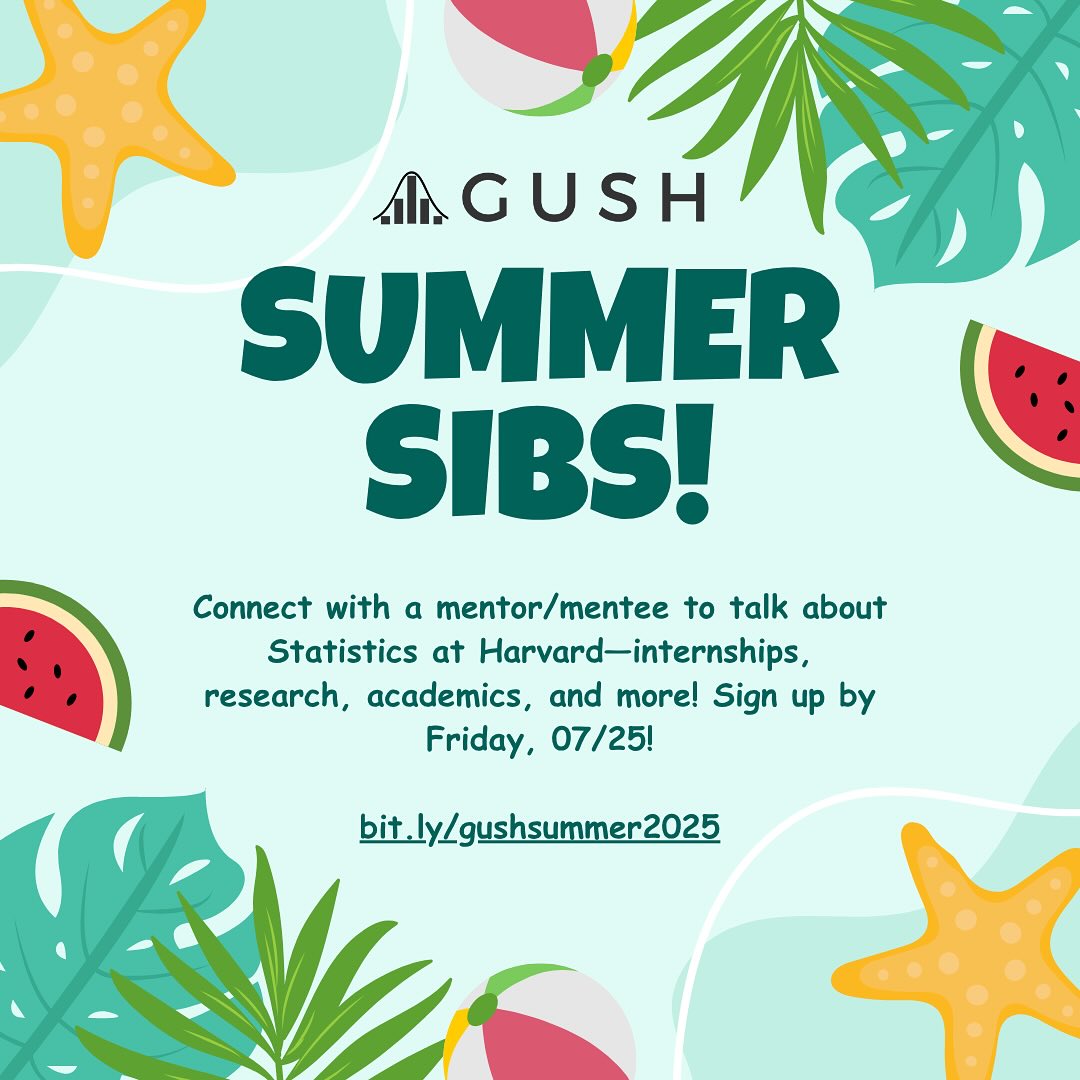 GUSH
SUMMER
SIBS!
Connect with a mentor/mentee to talk about
Statistics at Harvard—internships,
research, academics, and more! Sign up by
Friday, 07/25!
bit.ly/gushsummer2025